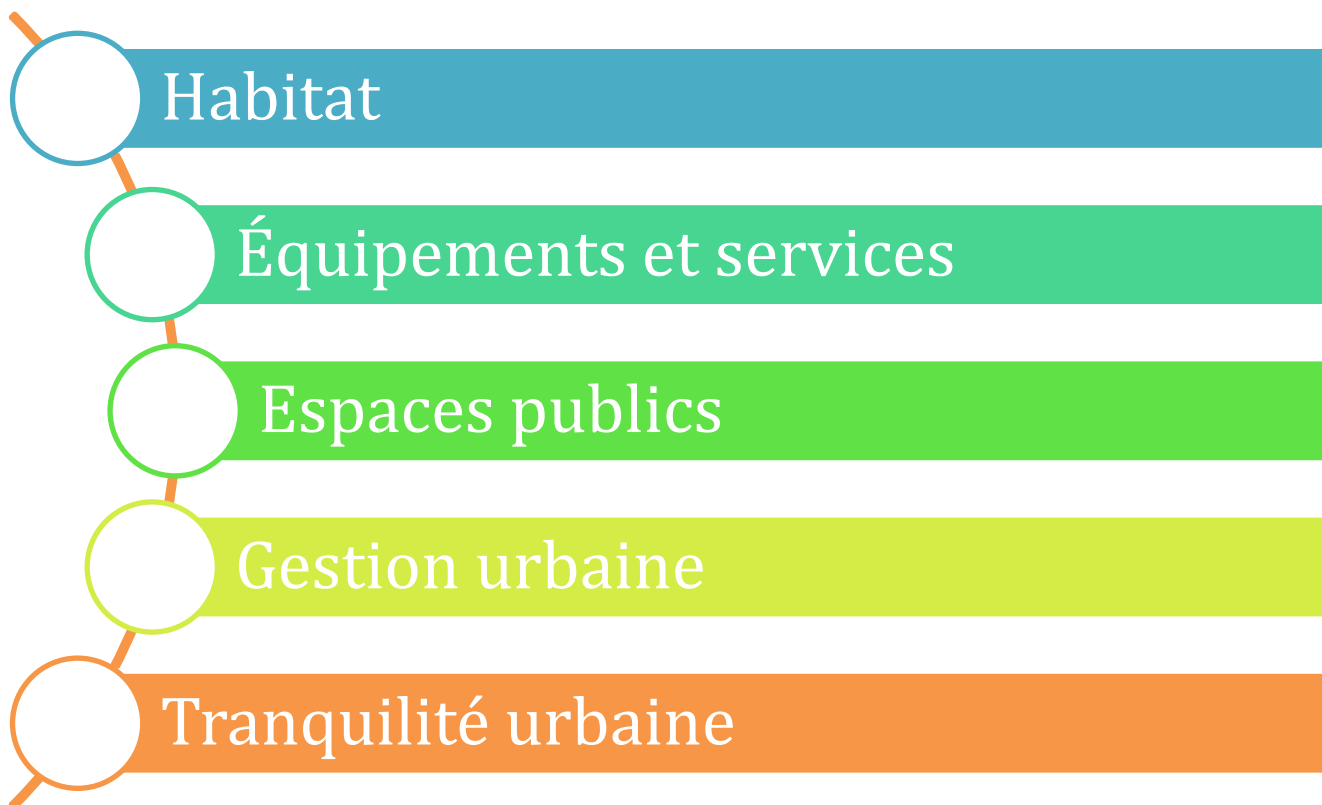 Habitat
Équipements et services
Espaces publics
Gestion urbaine
Tranquilité urbaine